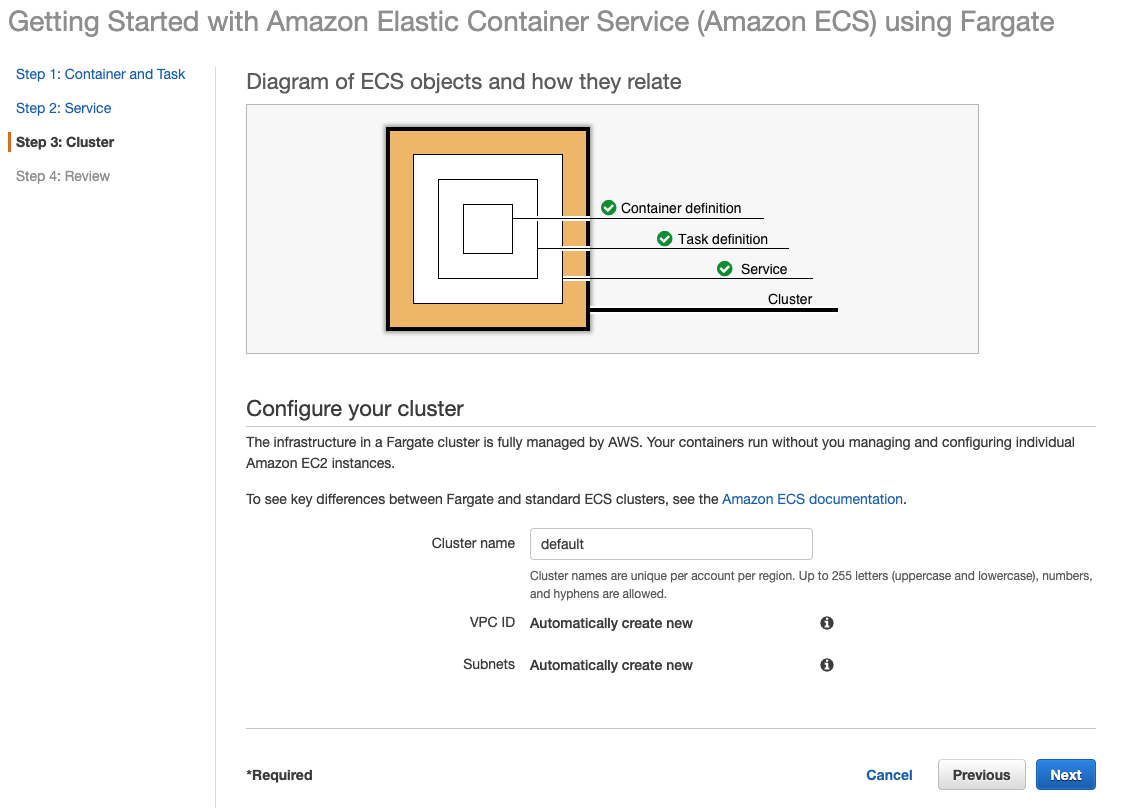 Getting Started with Amazon Elastic Container Service (Amazon ECS) using Fargate
Step 1: Container and Task
Step 2: Service
Step 3: Cluster
Step 4: Review
Diagram of ECS objects and how they relate
Container definition
Task definition
Service
Cluster
Configure your cluster
The infrastructure in a Fargate cluster is fully managed by AWS. Your containers run without you managing and configuring individual
Amazon EC2 instances.
To see key differences between Fargate and standard ECS clusters, see the Amazon ECS documentation.
Cluster name default
Cluster names are unique per account per region. Up to 255 letters (uppercase and lowercase), numbers,
and hyphens are allowed.
VPC ID Automatically create new
Subnets Automatically create new
*Required Cancel Previous Next